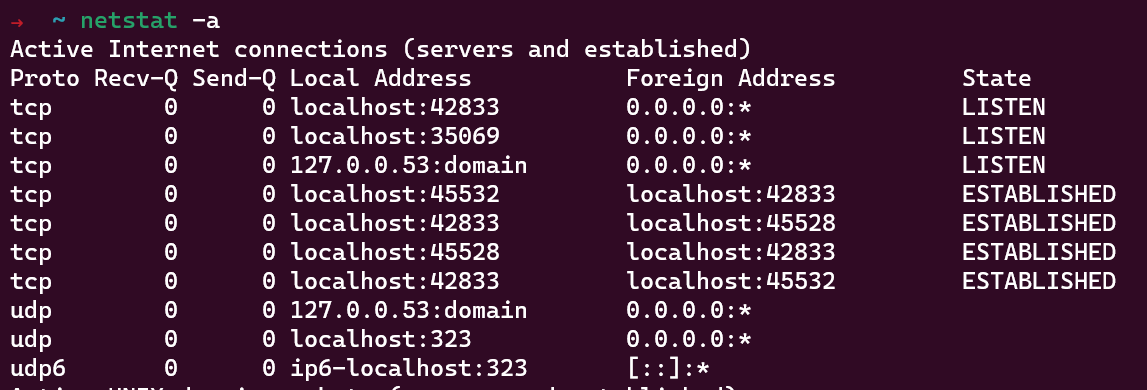 → ~ netstat -a
Active Internet connections (servers and established)
Proto Recv-Q Send-Q Local Address Foreign Address State
tcp 0 0 localhost:42833 0.0.0.0:* LISTEN
tcp 0 0 localhost:35069 0.0.0.0:* LISTEN
tcp 0 0 127.0.0.53:domain 0.0.0.0:* LISTEN
tcp 0 0 localhost:45532 localhost:42833 ESTABLISHED
tcp 0 0 localhost:42833 localhost:45528 ESTABLISHED
tcp 0 0 localhost:45528 localhost:42833 ESTABLISHED
tcp 0 0 localhost:42833 localhost:45532 ESTABLISHED
udp 0 0 127.0.0.53:domain 0.0.0.0:*
udp 0 0 localhost:323 0.0.0.0:*
udp6 0 0 ip6-localhost:323 [::]:*